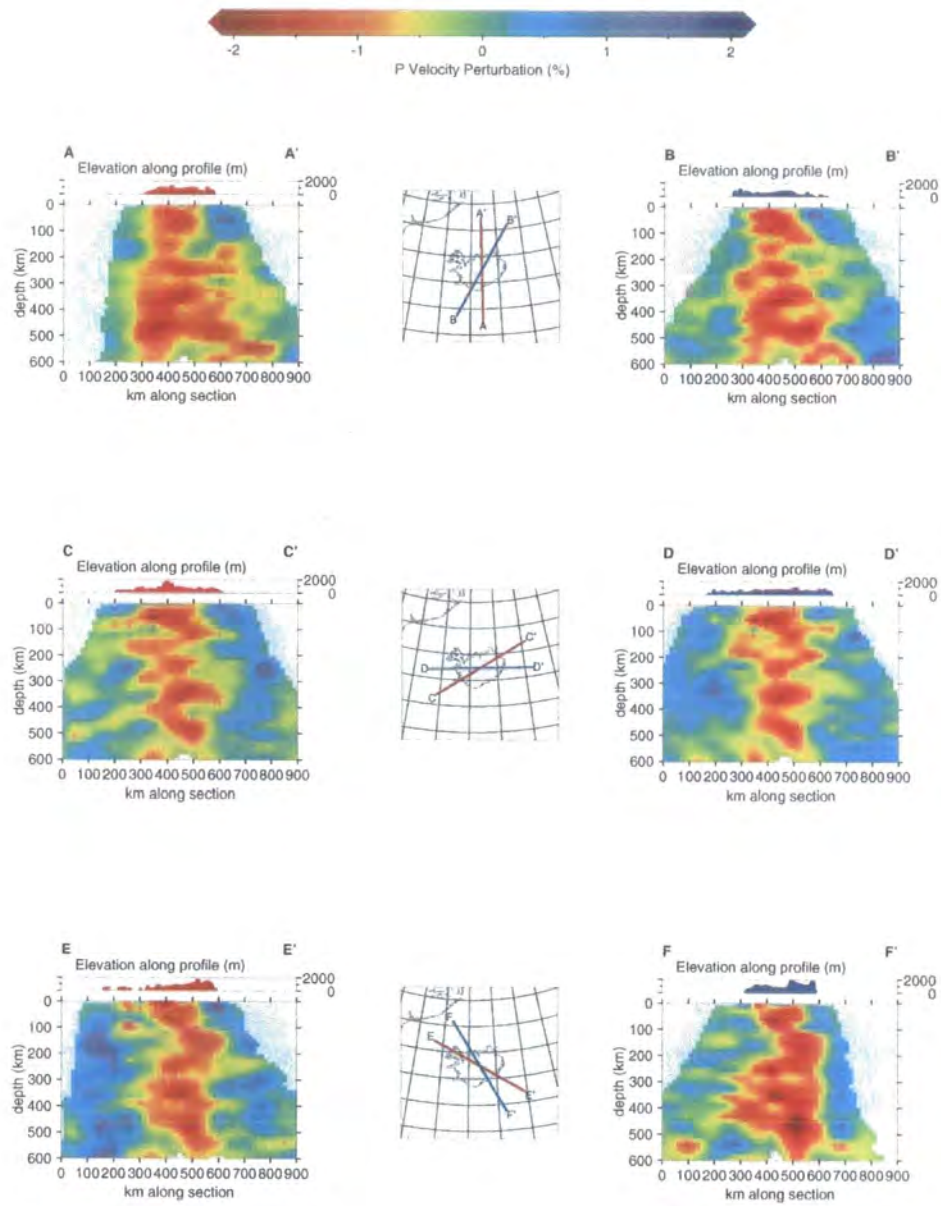 -2 -1 0 1 2
P Velocity Perturbation (%)
A A'
Elevation along profile (m)
2000
0
0
100
200
300
400
500
600
depth (km)
0 100 200 300 400 500 600 700 800 900
km along section
A' B'
B A
B B'
Elevation along profile (m)
2000
0
0
100
200
300
400
500
600
depth (km)
0 100 200 300 400 500 600 700 800 900
km along section
C C'
Elevation along profile (m)
2000
0
0
100
200
300
400
500
600
depth (km)
0 100 200 300 400 500 600 700 800 900
km along section
C'
D D'
C
D D'
Elevation along profile (m)
2000
0
0
100
200
300
400
500
600
depth (km)
0 100 200 300 400 500 600 700 800 900
km along section
E E'
Elevation along profile (m)
2000
0
0
100
200
300
400
500
600
depth (km)
0 100 200 300 400 500 600 700 800 900
km along section
F
E
F'
F F'
Elevation along profile (m)
2000
0
0
100
200
300
400
500
600
depth (km)
0 100 200 300 400 500 600 700 800 900
km along section